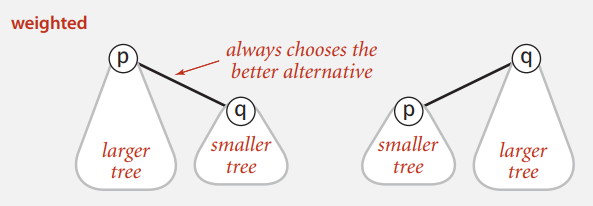 weighted
p
always chooses the
better alternative
q
larger
tree
smaller
tree
q
p
smaller
tree
larger
tree